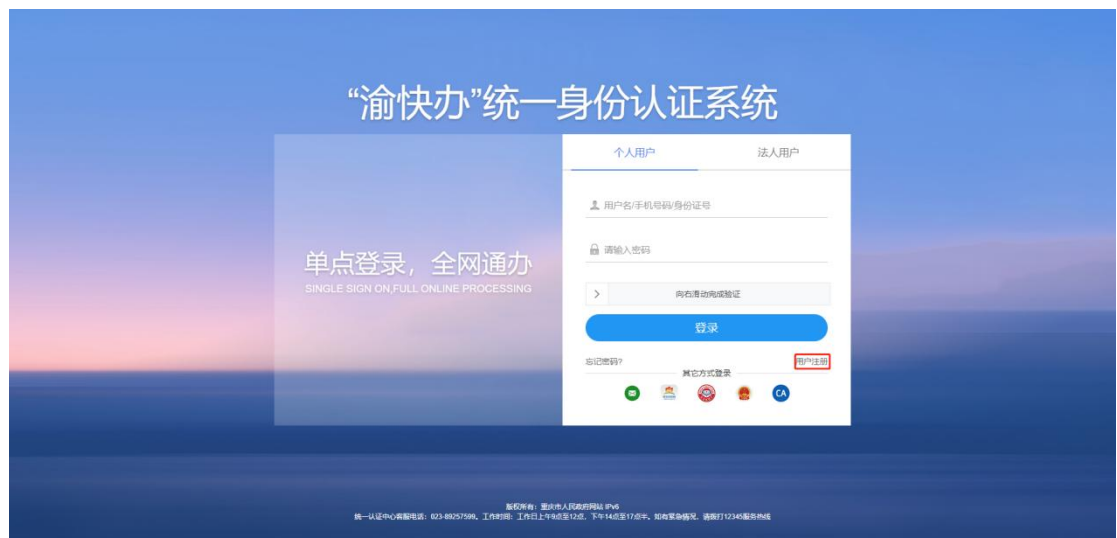 “渝快办”统一身份认证系统
个人用户
法人用户
用户名/手机号码/身份证号
请输入密码
单点登录，全网通办
SINGLE SIGN ON,FULL ONLINE PROCESSING
向右滑动完成验证
登录
忘记密码?
用户注册
其它方式登录
CA
版权所有：重庆市人民政府网站 IPv6
统一认证中心客服电话：023-89257599，工作时间：工作日上午9点至12点，下午14点至17点半。如有紧急情况，请拨打12345服务热线